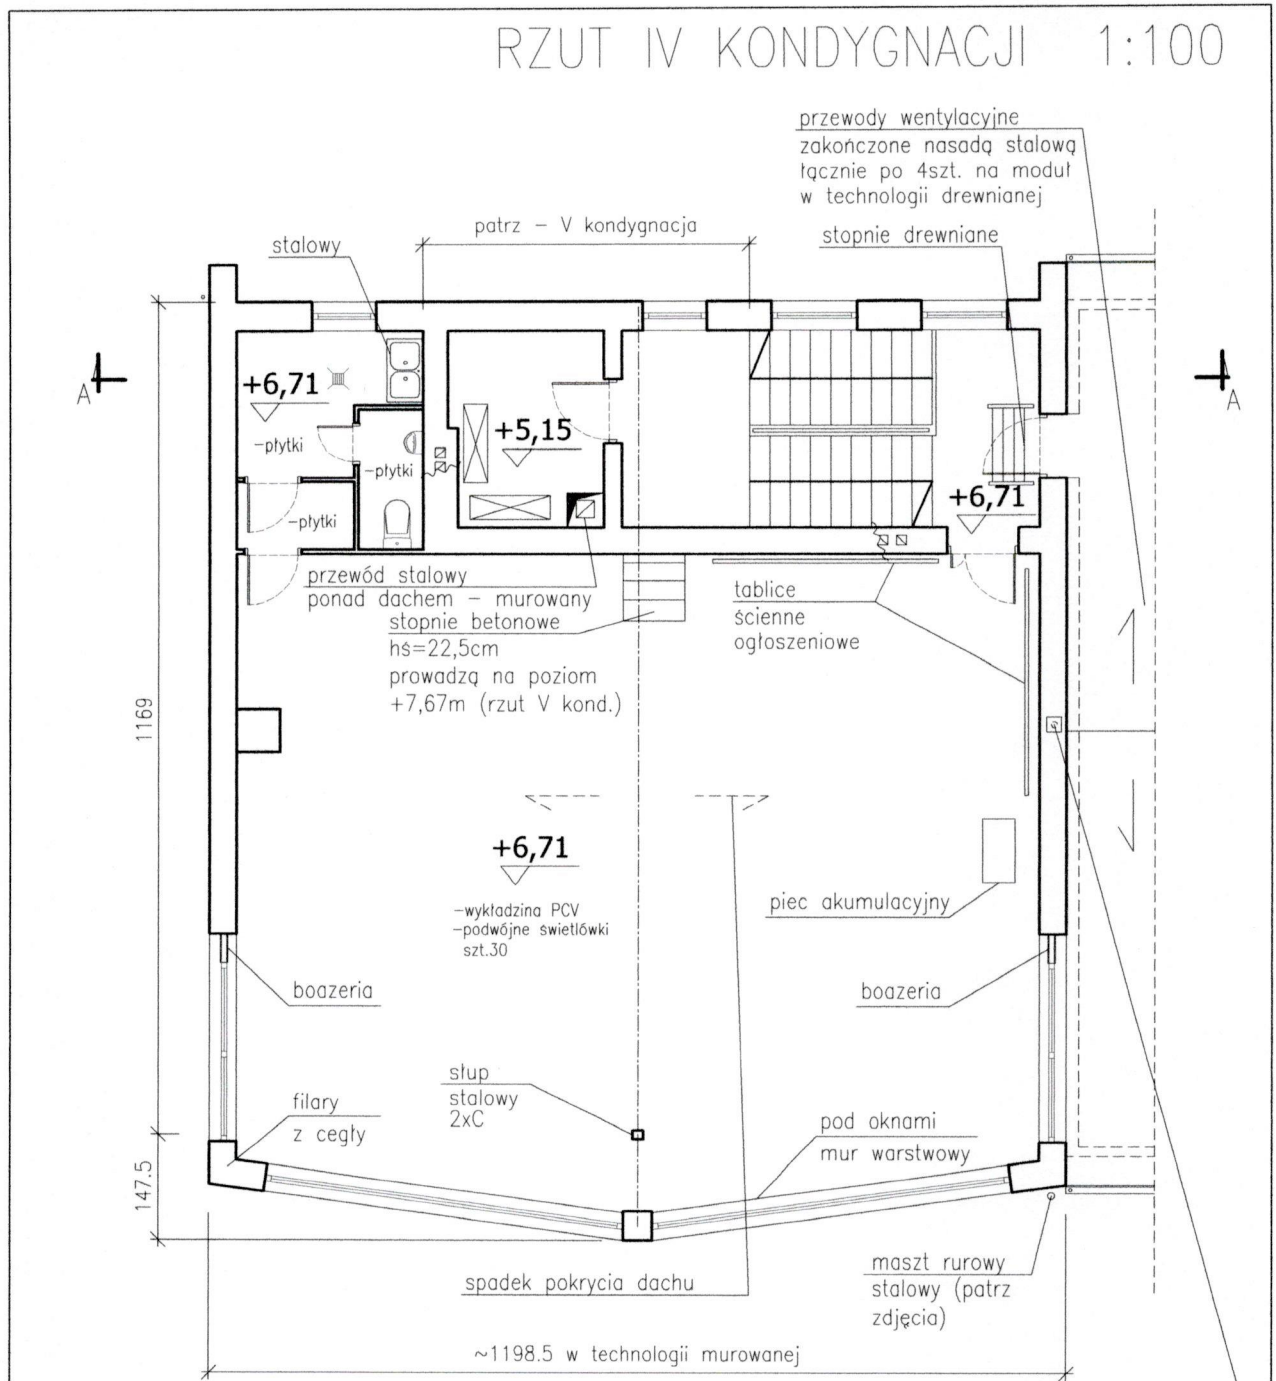 RZUT IV KONDYGNACJI 1:100
przewody wentylacyjne
zakończone nasadą stalową
łącznie po 4szt. na moduł
w technologii drewnianej
patrz – V kondygnacja
stopnie drewniane
stalowy
A
A
+6,71
-płytki
-płytki
-płytki
+5,15
+6,71
przewód stalowy
ponad dachem – murowany
stopnie betonowe
hś=22,5cm
prowadzą na poziom
+7,67m (rzut V kond.)
tablice
ścienne
ogłoszeniowe
1169
+6,71
-wykładzina PCV
-podwójne świetlówki
szt.30
piec akumulacyjny
boazeria
boazeria
słup
stalowy
2xC
filary
z cegły
pod oknami
mur warstwowy
147.5
spadek pokrycia dachu
maszt rurowy
stalowy (patrz
zdjęcia)
~1198.5 w technologii murowanej